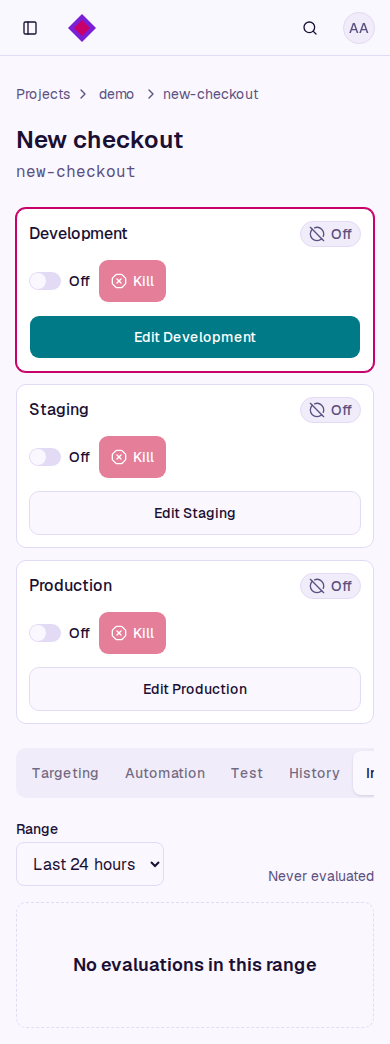 AA
Projects > demo > new-checkout
New checkout
new-checkout
Development Off
Off Kill
Edit Development
Staging Off
Off Kill
Edit Staging
Production Off
Off Kill
Edit Production
Targeting Automation Test History
Range
Last 24 hours
Never evaluated
No evaluations in this range